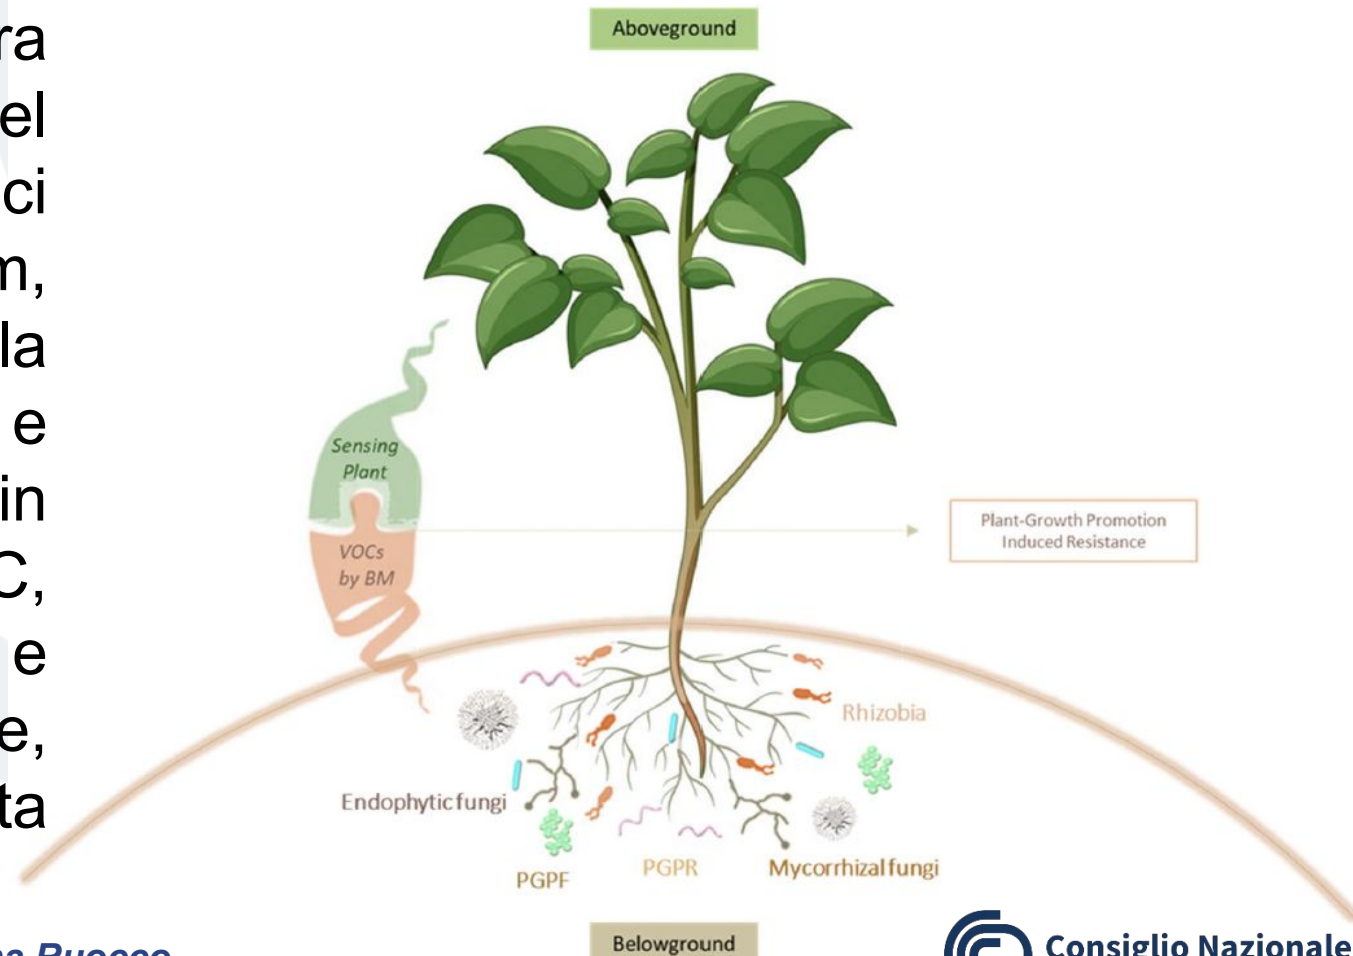 Aboveground
ra
el
ci
m,
la
e
in
C,
e
e,
ta
Sensing
Plant
VOCs
by BM
Plant-Growth Promotion
Induced Resistance
Rhizobia
Endophytic fungi
PGPF
PGPR
Mycorrhizal fungi
Belowground
Ruocco
Consiglio Nazionale